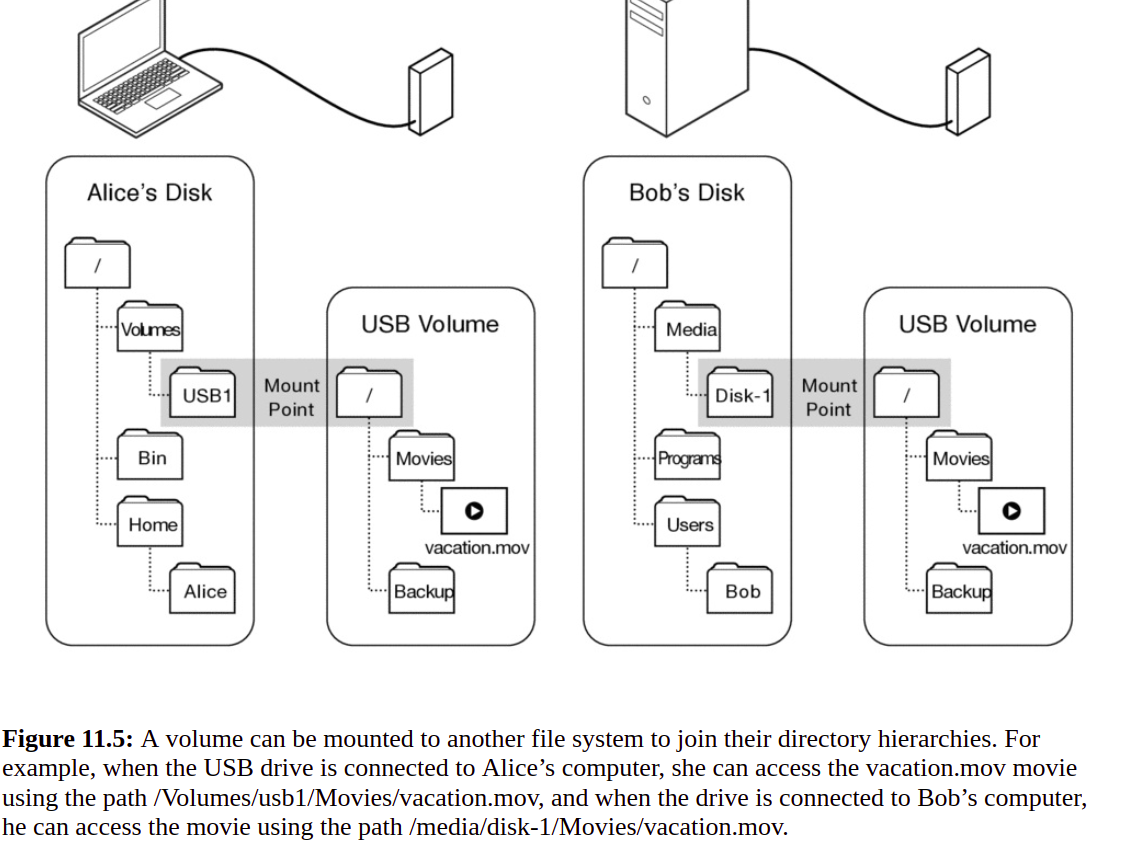 Alice’s Disk
/
Volumes
USB1
Bin
Home
Alice
Mount
Point
USB Volume
/
Movies
vacation.mov
Backup
Bob’s Disk
/
Media
Disk-1
Programs
Users
Bob
Mount
Point
USB Volume
/
Movies
vacation.mov
Backup
Figure 11.5: A volume can be mounted to another file system to join their directory hierarchies. For
example, when the USB drive is connected to Alice’s computer, she can access the vacation.mov movie
using the path /Volumes/usb1/Movies/vacation.mov, and when the drive is connected to Bob’s computer,
he can access the movie using the path /media/disk-1/Movies/vacation.mov.